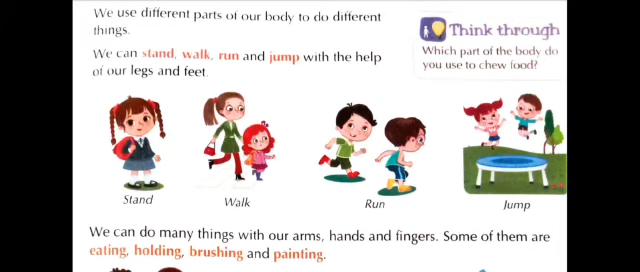 We use different parts of our body to do different
things.
We can stand, walk, run and jump with the help
of our legs and feet.
Think through
Which part of the body do
you use to chew food?
Stand
Walk
Run
Jump
We can do many things with our arms, hands and fingers. Some of them are
eating, holding, brushing and painting.